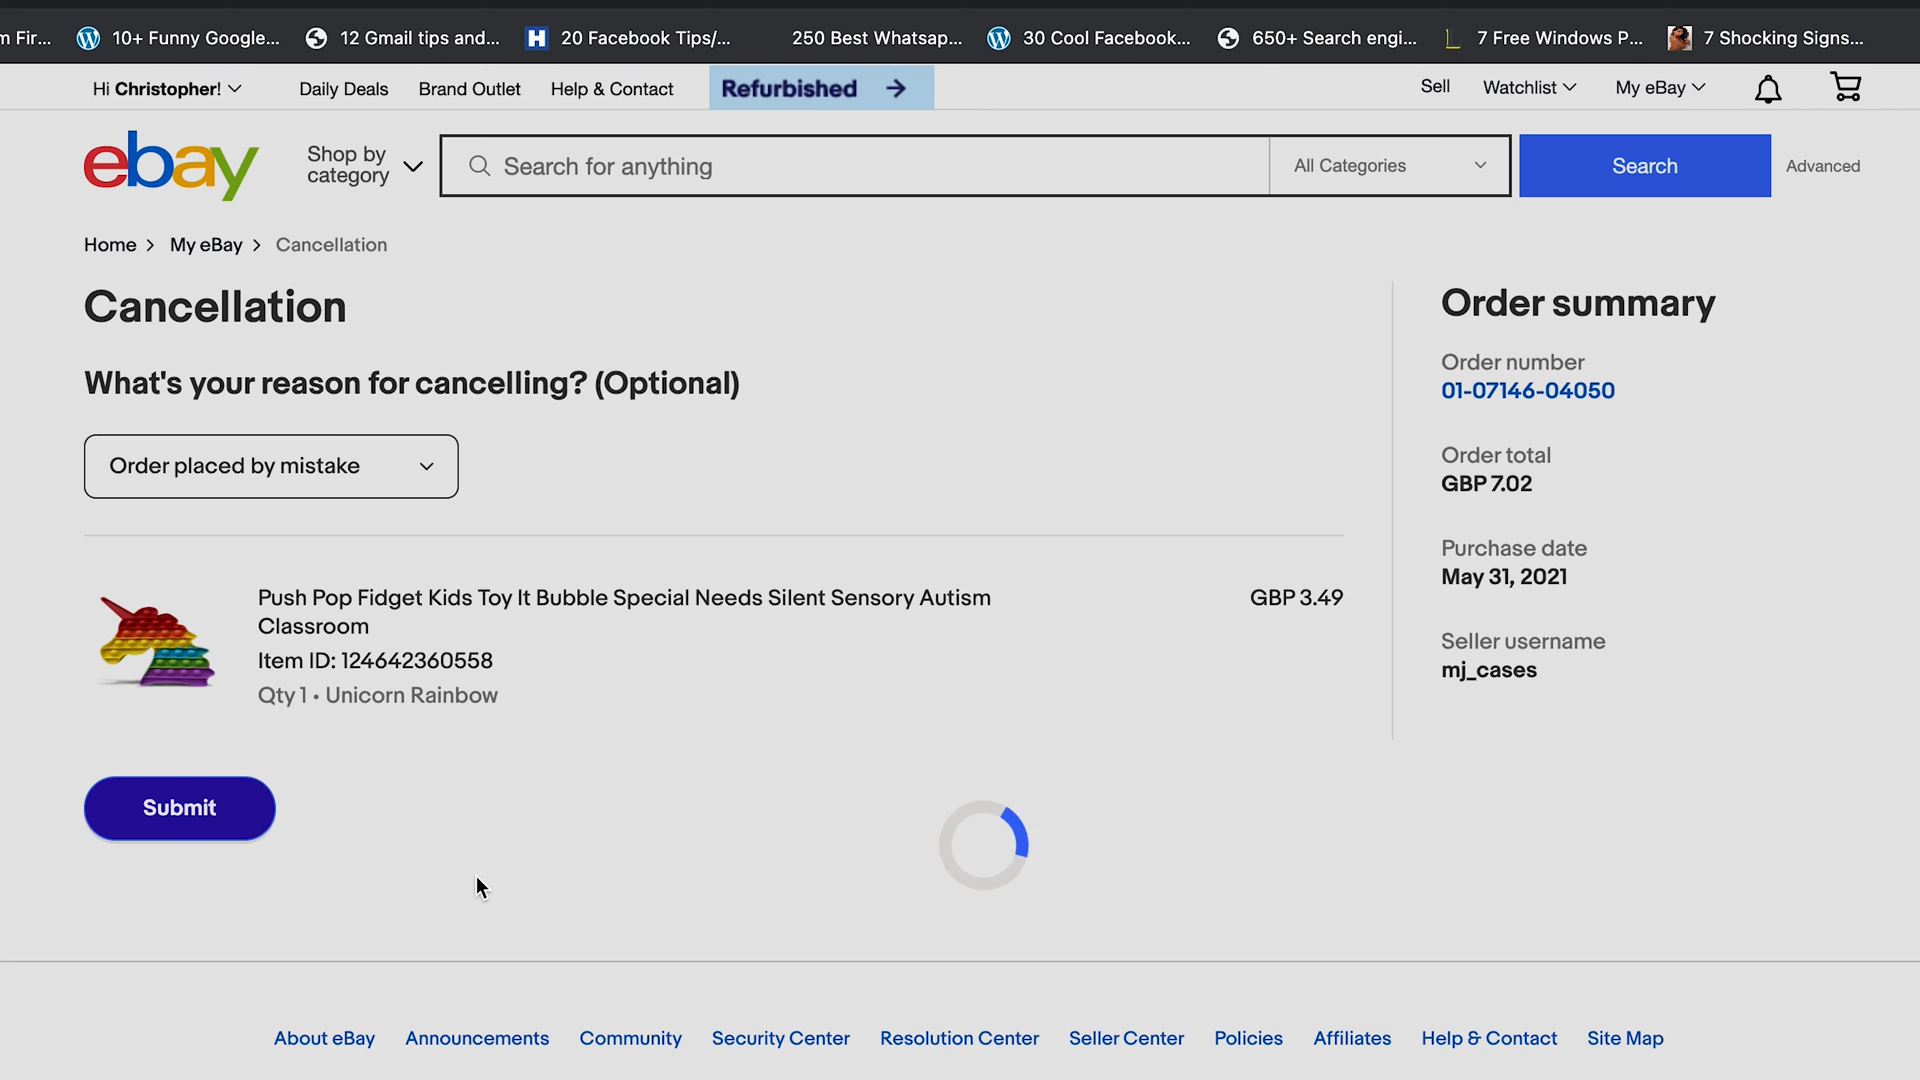 m Fir...
10+ Funny Google...
12 Gmail tips and...
20 Facebook Tips/...
250 Best Whatsap...
30 Cool Facebook...
650+ Search engi...
7 Free Windows P...
7 Shocking Signs...
Hi Christopher!
Daily Deals
Brand Outlet
Help & Contact
Refurbished
Sell
Watchlist
My eBay
ebay
Shop by
category
Search for anything
All Categories
Search
Advanced
Home
My eBay
Cancellation
Cancellation
What's your reason for cancelling? (Optional)
Order placed by mistake
Push Pop Fidget Kids Toy It Bubble Special Needs Silent Sensory Autism
Classroom
GBP 3.49
Item ID: 124642360558
Qty 1 • Unicorn Rainbow
Submit
Order summary
Order number
01-07146-04050
Order total
GBP 7.02
Purchase date
May 31, 2021
Seller username
mj_cases
About eBay
Announcements
Community
Security Center
Resolution Center
Seller Center
Policies
Affiliates
Help & Contact
Site Map